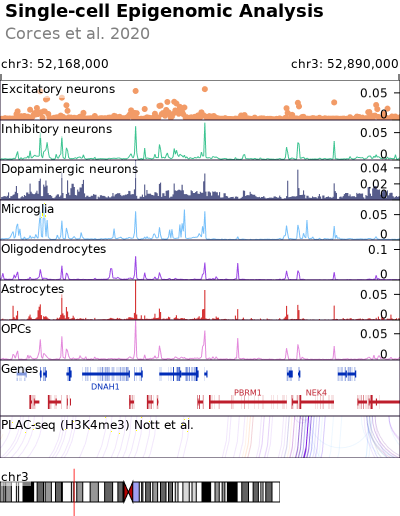 Single-cell Epigenomic Analysis
Corces et al. 2020
chr3: 52,168,000 chr3: 52,890,000
Excitatory neurons 0.05
0
Inhibitory neurons 0.05
0
Dopaminergic neurons 0.04
0.02
0
Microglia 0.05
0
Oligodendrocytes 0.1
0
Astrocytes 0.05
0
OPCs 0.05
0
Genes
DNAH1
PBRM1 NEK4
PLAC-seq (H3K4me3) Nott et al.
chr3